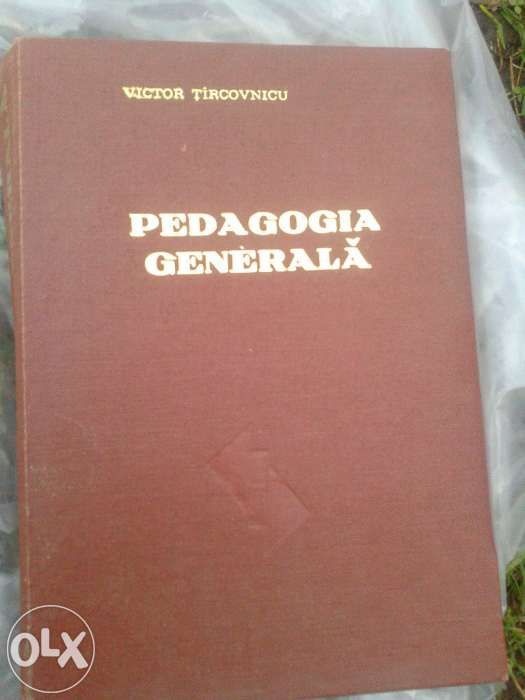 VICTOR ȚÎRCOVNICU
PEDAGOGIA
GENERALĂ
OLX